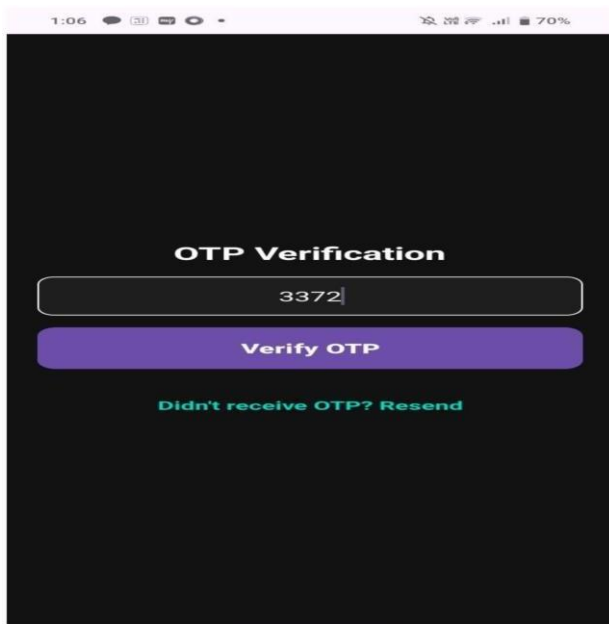 1:06 70%
OTP Verification
3372
Verify OTP
Didn't receive OTP? Resend